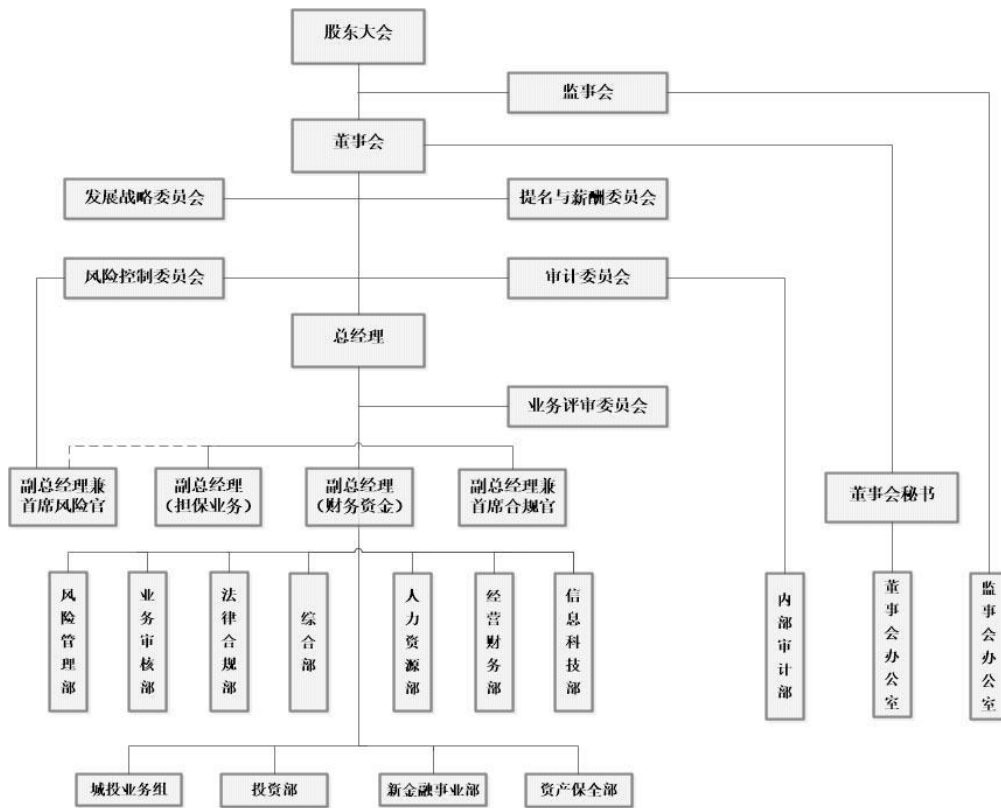 股东大会
监事会
董事会
发展战略委员会
提名与薪酬委员会
风险控制委员会
审计委员会
总经理
业务评审委员会
副总经理兼
首席风险官
副总经理
（担保业务）
副总经理
（财务资金）
副总经理兼
首席合规官
董事会秘书
风险管理部
业务审核部
法律合规部
综合部
人力资源部
经营财务部
信息科技部
内部审计部
董事会办公室
监事会办公室
城投业务组
投资部
新金融事业部
资产保全部